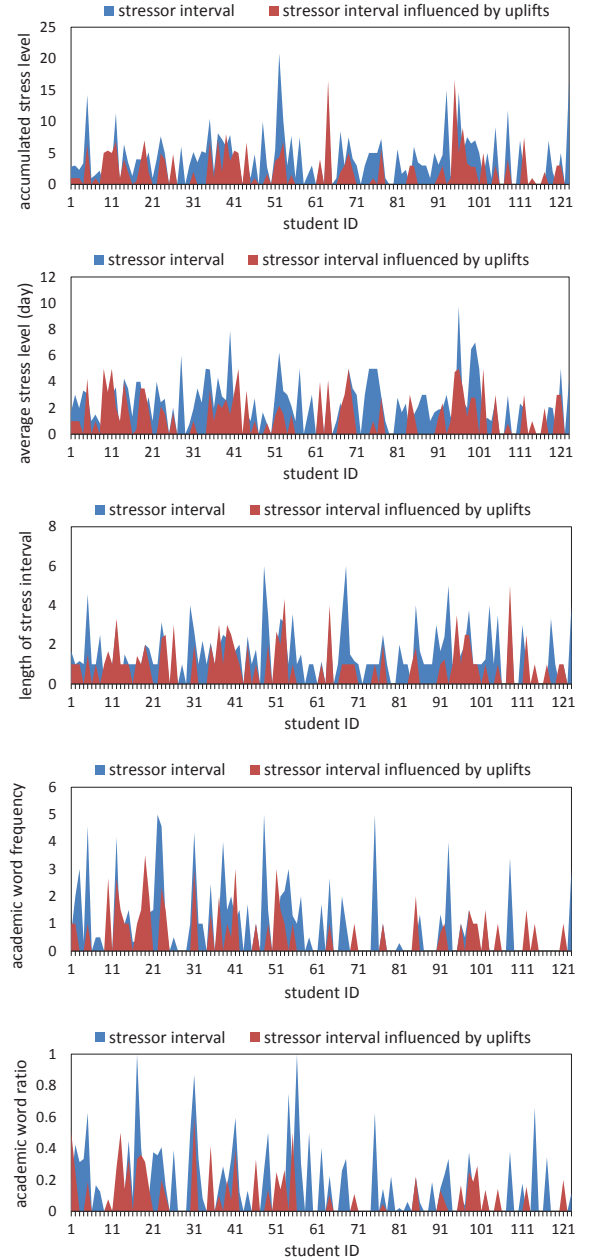 stressor interval stressor interval influenced by uplifts
accumulated stress level
25
20
15
10
5
0
1 11 21 31 41 51 61 71 81 91 101 111 121
student ID
stressor interval stressor interval influenced by uplifts
average stress level (day)
12
10
8
6
4
2
0
1 11 21 31 41 51 61 71 81 91 101 111 121
student ID
stressor interval stressor interval influenced by uplifts
length of stress interval
8
6
4
2
0
1 11 21 31 41 51 61 71 81 91 101 111 121
student ID
stressor interval stressor interval influenced by uplifts
academic word frequency
6
5
4
3
2
1
0
1 11 21 31 41 51 61 71 81 91 101 111 121
student ID
stressor interval stressor interval influenced by uplifts
academic word ratio
1
0.8
0.6
0.4
0.2
0
1 11 21 31 41 51 61 71 81 91 101 111 121
student ID